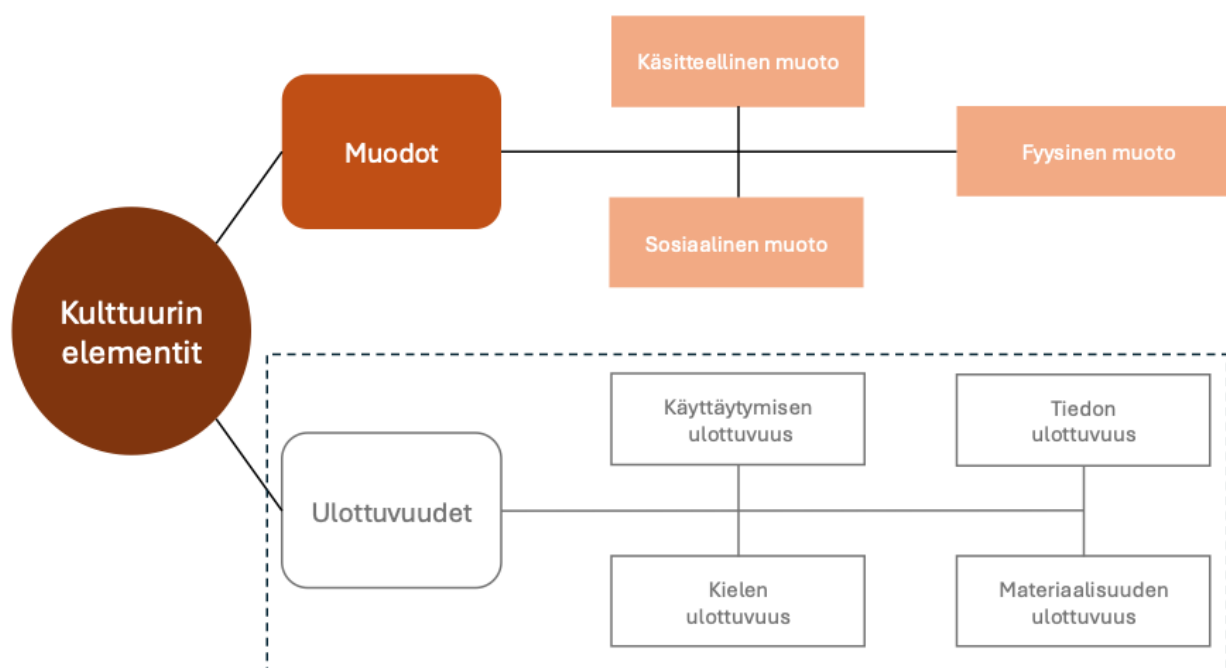 Käsitteellinen muoto
Muodot
Fyysinen muoto
Sosiaalinen muoto
Kulttuurin
elementit
Käyttäytymisen
ulottuvuus
Tiedon
ulottuvuus
Ulottuvuudet
Kielen
ulottuvuus
Materiaalisuuden
ulottuvuus